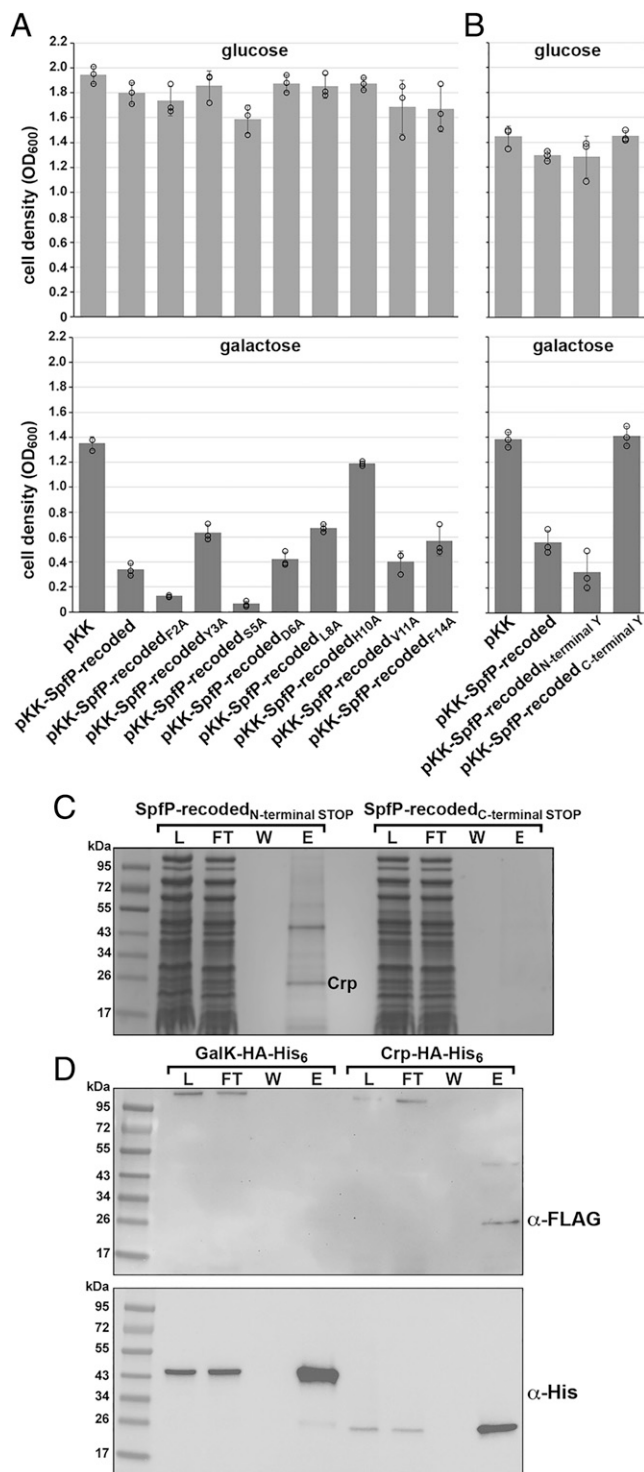 A
B
glucose
glucose
cell density (OD600)
2.2
2.0
1.8
1.6
1.4
1.2
1.0
0.8
0.6
0.4
0.2
0
galactose
galactose
cell density (OD600)
2.2
2.0
1.8
1.6
1.4
1.2
1.0
0.8
0.6
0.4
0.2
0
pKK
pKK-SpfP-recoded
pKK-SpfP-recodedF2A
pKK-SpfP-recodedY3A
pKK-SpfP-recodedS5A
pKK-SpfP-recodedD6A
pKK-SpfP-recodedL8A
pKK-SpfP-recodedH10A
pKK-SpfP-recodedV11A
pKK-SpfP-recodedF14A
pKK
pKK-SpfP-recoded
pKK-SpfP-recodedN-terminal Y
pKK-SpfP-recodedC-terminal Y
C
SpfP-recodedN-terminal STOP SpfP-recodedC-terminal STOP
kDa L FT W E L FT W E
95
72
55
43
34
26
17
Crp
D
GalK-HA-His6 Crp-HA-His6
kDa L FT W E L FT W E
95
72
55
43
34
26
17
α-FLAG
kDa
95
72
55
43
34
26
17
α-His